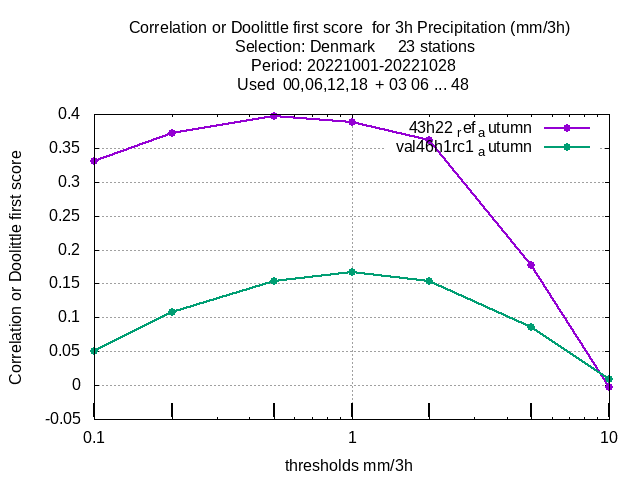 Correlation or Doolittle first score  for 3h Precipitation (mm/3h)
Selection: Denmark     23 stations
Period: 20221001-20221028
Used  00,06,12,18  + 03 06 ... 48
43h22 refa utumn
val46h1rc1 a utumn
Correlation or Doolittle first score
0.4
0.35
0.3
0.25
0.2
0.15
0.1
0.05
0
-0.05
0.1
1
10
thresholds mm/3h